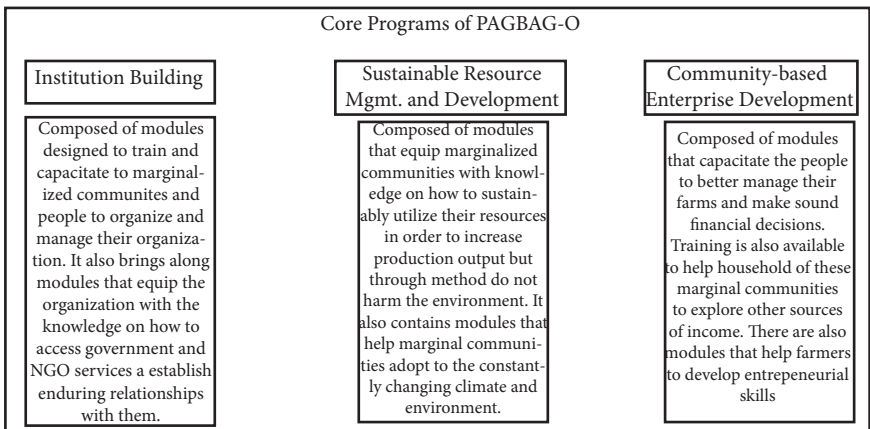 Core Programs of PAGBAG-O
Institution Building
Composed of modules
designed to train and
capacitate to marginal-
ized communites and
people to organize and
manage their organiza-
tion. It also brings along
modules that equip the
organization with the
knowledge on how to
access government and
NGO services a establish
enduring relationships
with them.
Sustainable Resource
Mgmt. and Development
Composed of modules
that equip marginalized
communities with knowl-
edge on how to sustain-
ably utilize their resources
in order to increase
production output but
through method do not
harm the environment. It
also contains modules that
help marginal communi-
ties adopt to the constant-
ly changing climate and
environment.
Community-based
Enterprise Development
Composed of modules
that capacitate the people
to better manage their
farms and make sound
financial decisions.
Training is also available
to help household of these
marginal communities
to explore other sources
of income. There are also
modules that help farmers
to develop entrepeneurial
skills